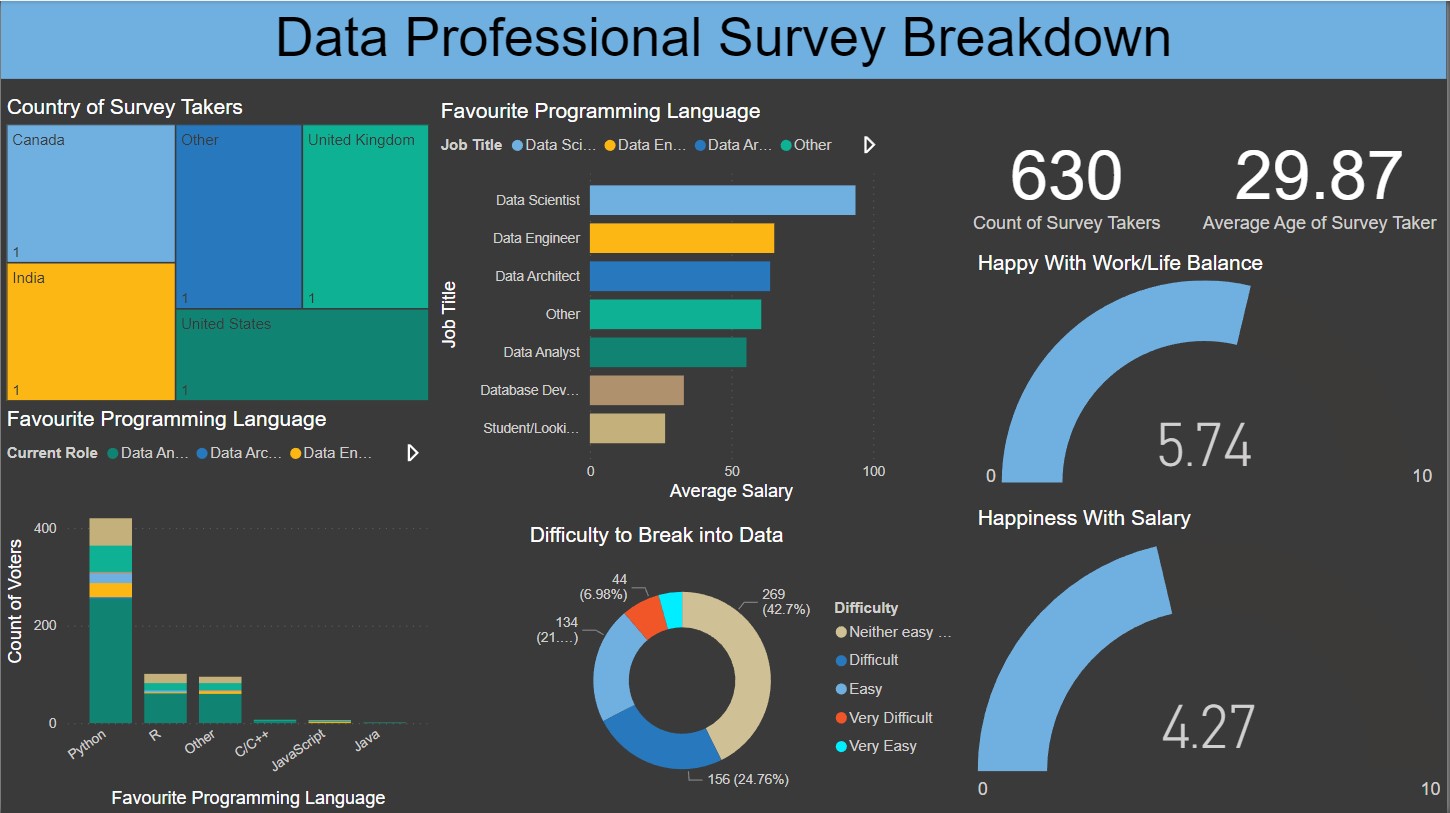 Data Professional Survey Breakdown
Country of Survey Takers
Canada
1
Other
1
United Kingdom
1
India
1
United States
1
Favourite Programming Language
Job Title Data Sci... Data En... Data Ar... Other
Job Title
Data Scientist
Data Engineer
Data Architect
Other
Data Analyst
Database Dev...
Student/Looki...
0 50 100
Average Salary
630
Count of Survey Takers
29.87
Average Age of Survey Taker
Happy With Work/Life Balance
5.74
0 10
Favourite Programming Language
Current Role Data An... Data Arc... Data En...
Count of Voters
400
200
0
Python R Other C/C++ JavaScript Java
Favourite Programming Language
Difficulty to Break into Data
44
(6.98%)
269
(42.7%)
134
(21....)
156 (24.76%)
Difficulty
Neither easy ...
Difficult
Easy
Very Difficult
Very Easy
Happiness With Salary
4.27
0 10